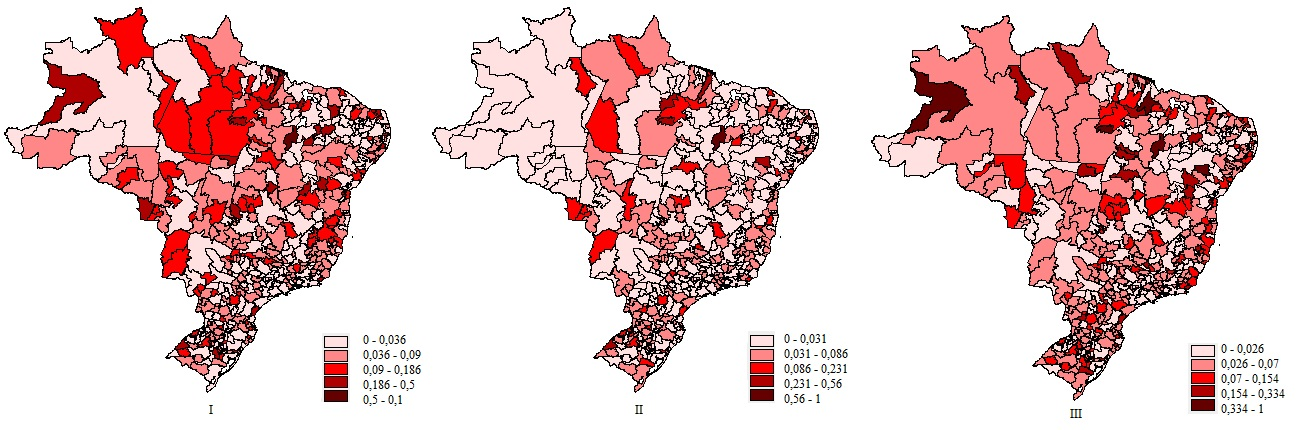 0 - 0,036
0,036 - 0,09
0,09 - 0,186
0,186 - 0,5
0,5 - 0,1
I
0 - 0,031
0,031 - 0,086
0,086 - 0,231
0,231 - 0,56
0,56 - 1
II
0 - 0,026
0,026 - 0,07
0,07 - 0,154
0,154 - 0,334
0,334 - 1
III